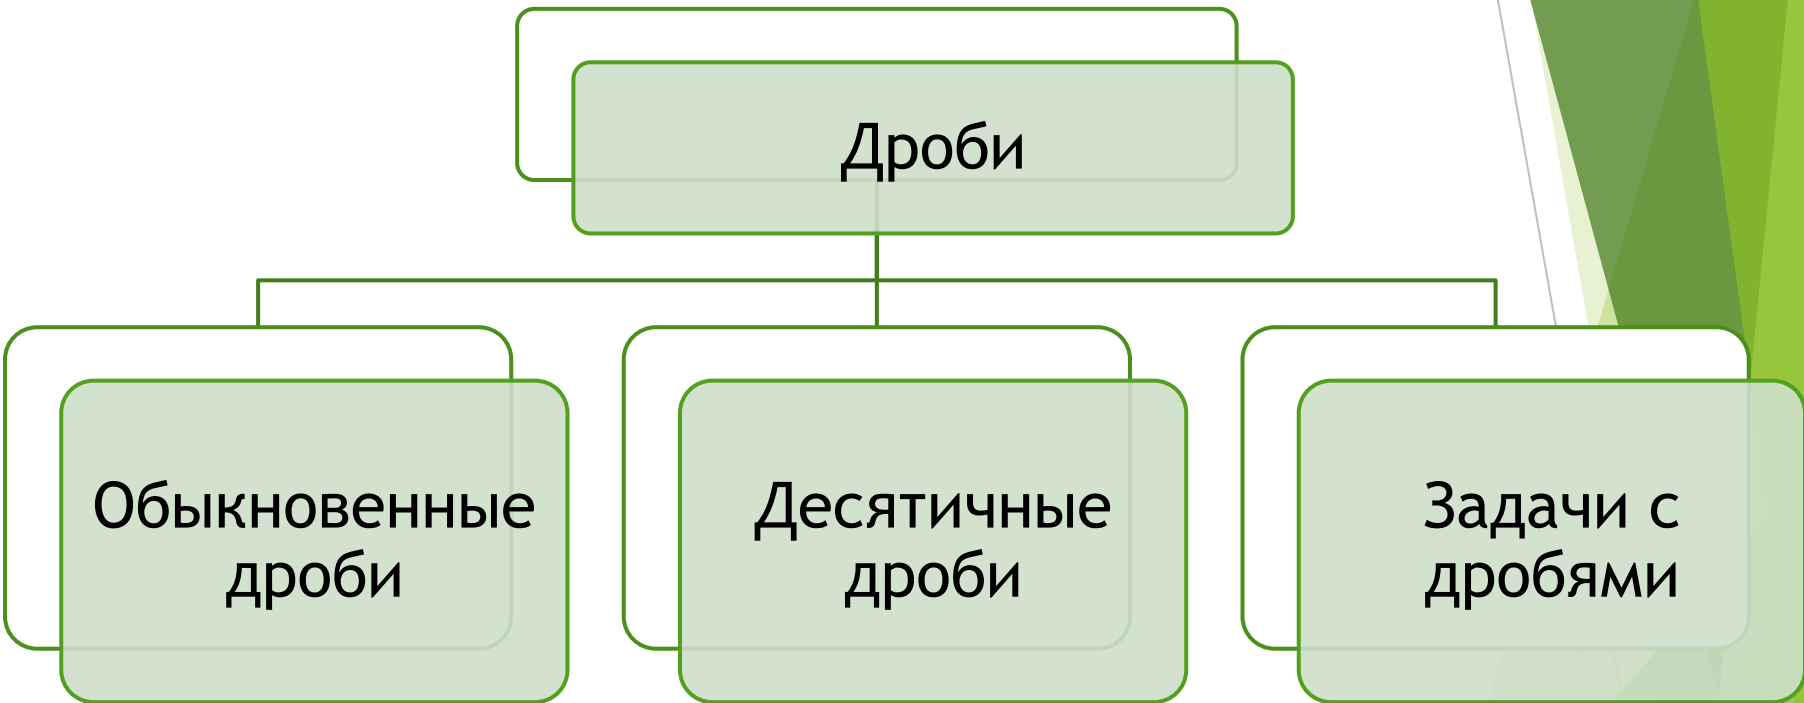 Дроби
Обыкновенные
дроби
Десятичные
дроби
Задачи с
дробями